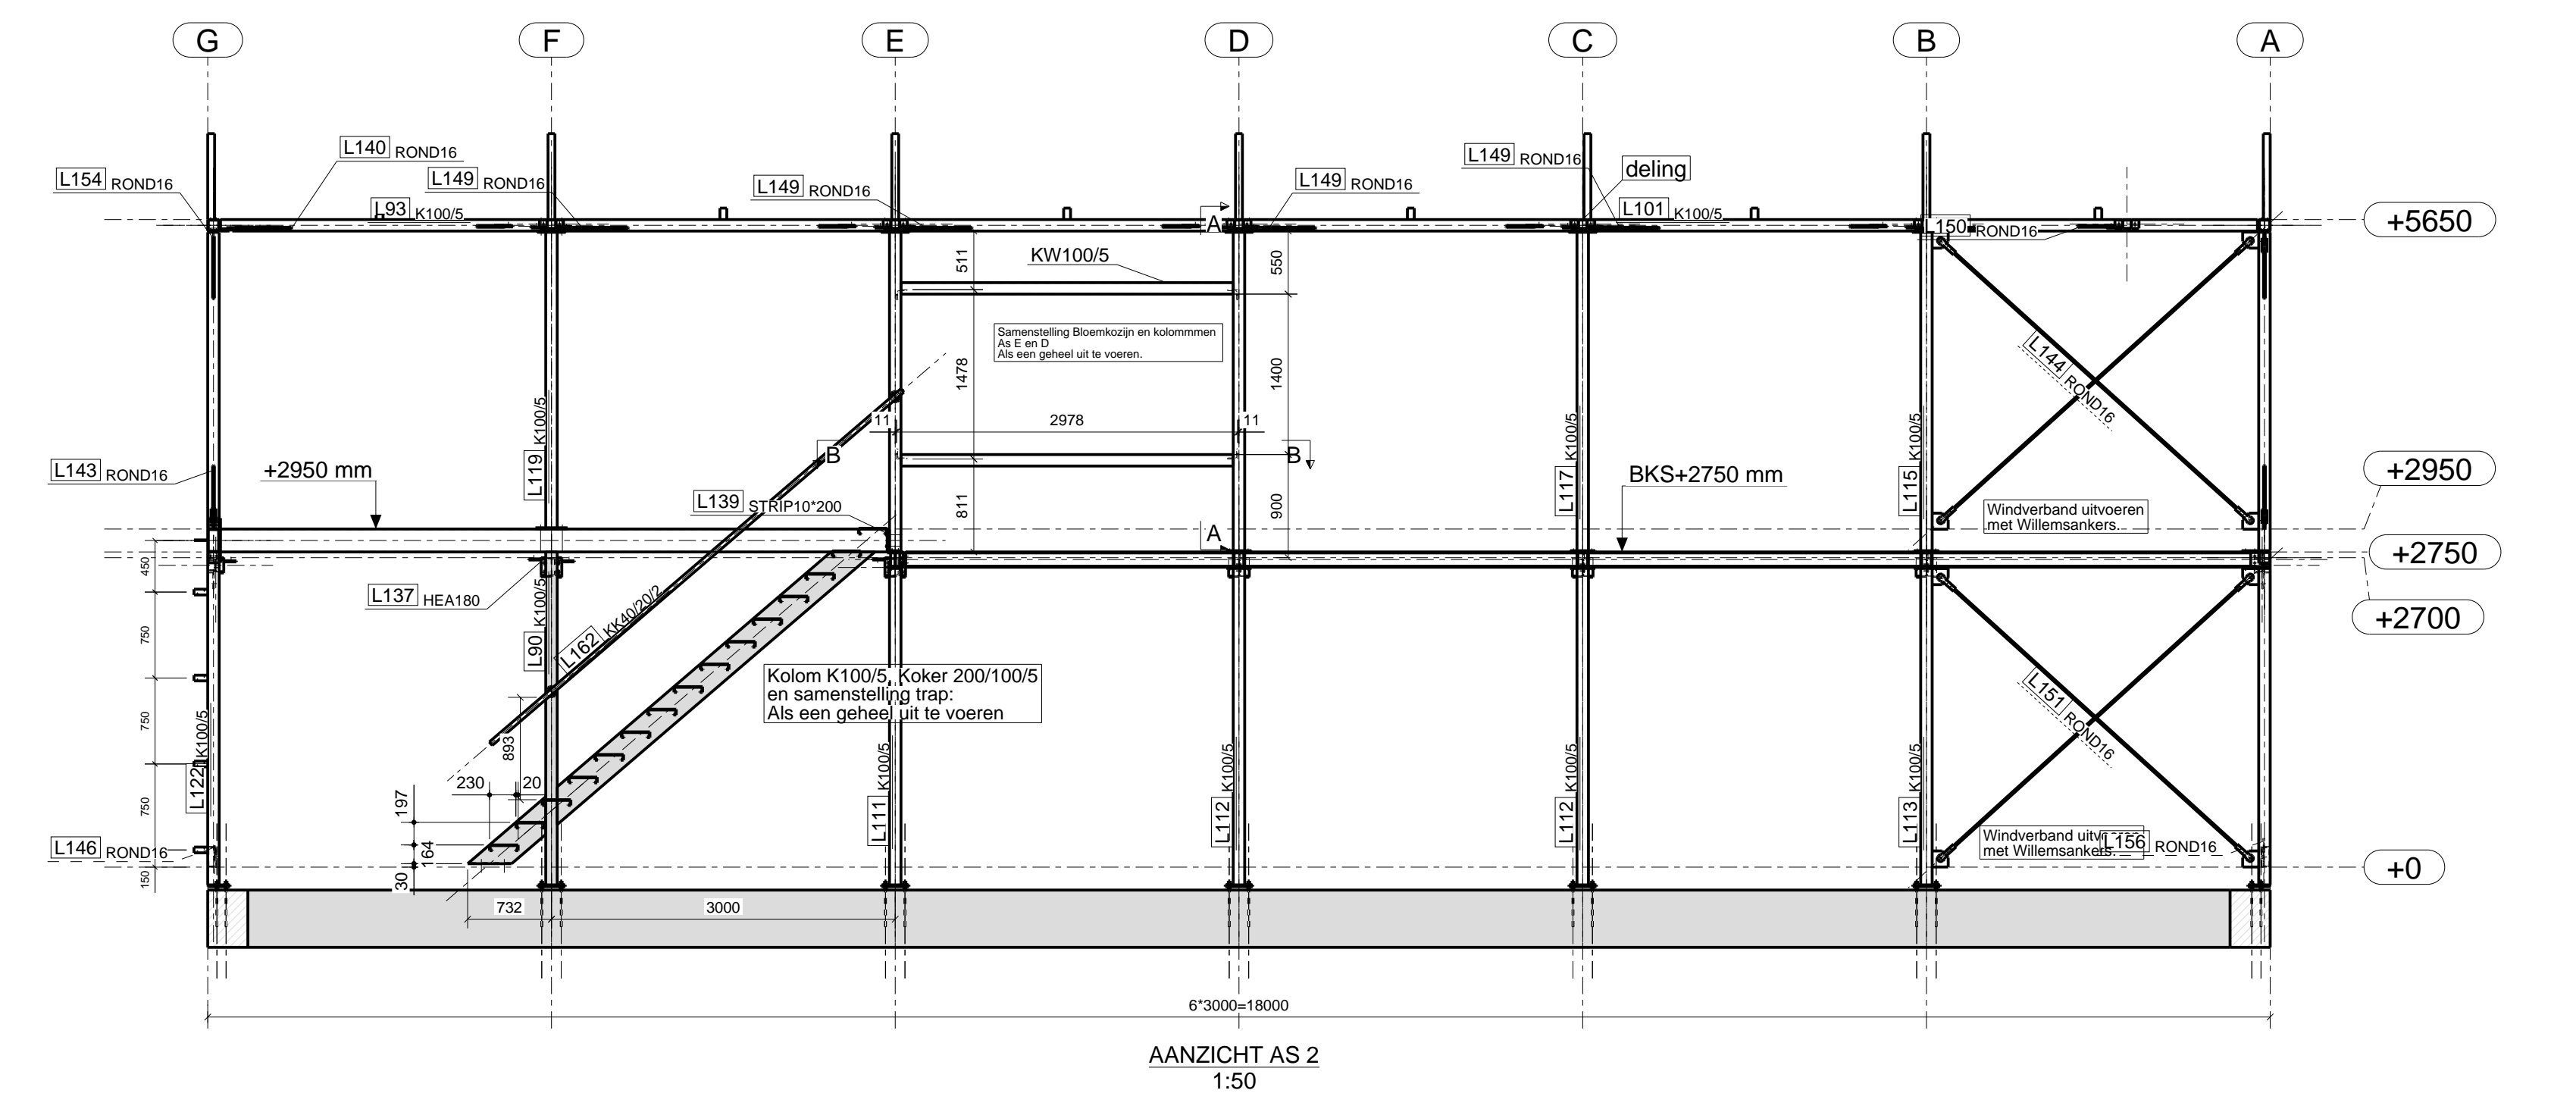 G
F
E
D
C
B
A
L154 ROND16
L140 ROND16
L149 ROND16
L93 K100/5
L149 ROND16
L149 ROND16
L149 ROND16
deling
L101 K100/5
L150 ROND16
+5650
A
511
KW100/5
550
Samenstelling Bloemkozijn en kolommmen
As E en D
Als een geheel uit te voeren.
1478
1400
11
2978
11
B
B
811
900
A
L144 ROND16
L143 ROND16
+2950 mm
L119 K100/5
L139 STRIP10*200
L117 K100/5
BKS+2750 mm
L115 K100/5
Windverband uitvoeren
met Willemsankers.
+2950
+2750
+2700
450
750
750
750
150
L137 HEA180
L90 K100/5
L162 KK40/20/2
Kolom K100/5, Koker 200/100/5
en samenstelling trap:
Als een geheel uit te voeren
L151 ROND16
L122 K100/5
893
230
20
197
164
30
L111 K100/5
L112 K100/5
L112 K100/5
L113 K100/5
L146 ROND16
Windverband
met Willemsankers.
L156 ROND16
+0
732
3000
6*3000=18000
AANZICHT AS 2
1:50